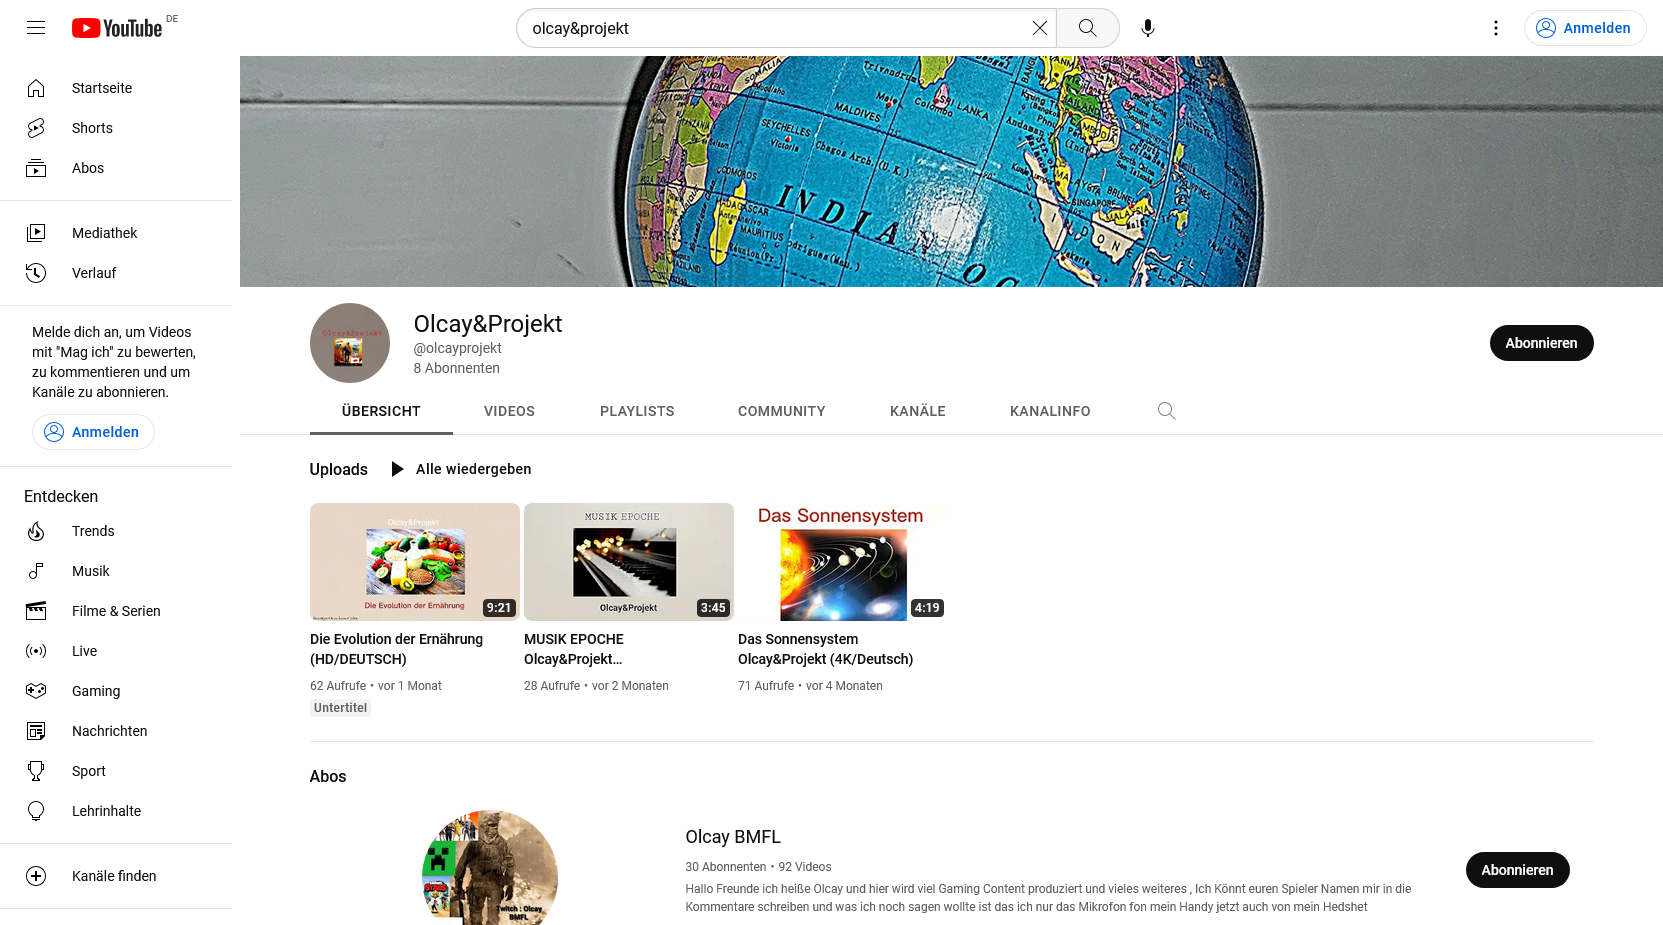 YouTube DE
olcay&projekt
Anmelden
Startseite
Shorts
Abos
Mediathek
Verlauf
Melde dich an, um Videos
mit "Mag ich" zu bewerten,
zu kommentieren und um
Kanäle zu abonnieren.
Anmelden
Entdecken
Trends
Musik
Filme & Serien
Live
Gaming
Nachrichten
Sport
Lehrinhalte
Kanäle finden
SOMALIA
Trivandrum
MALDIVES
Male
Colombo
SRI LANKA
SEYCHELLES
Victoria
Chagos Arch. (U.K.)
COMOROS
MADAGASCAR
MAURITIUS
Réunion (Fr.)
INDIA
SINGAPORE
MALAYSIA
BRUNEI
Jakarta
Olcay&Projekt
Olcay&Projekt
@olcayprojekt
8 Abonnenten
Abonnieren
ÜBERSICHT VIDEOS PLAYLISTS COMMUNITY KANÄLE KANALINFO
Uploads Alle wiedergeben
Olcay&Projekt
Die Evolution der Ernährung
9:21
Die Evolution der Ernährung
(HD/DEUTSCH)
62 Aufrufe • vor 1 Monat
Untertitel
MUSIK EPOCHE
Olcay&Projekt
3:45
MUSIK EPOCHE
Olcay&Projekt…
28 Aufrufe • vor 2 Monaten
Das Sonnensystem
4:19
Das Sonnensystem
Olcay&Projekt (4K/Deutsch)
71 Aufrufe • vor 4 Monaten
Abos
Twitch : Olcay
BMFL
Olcay BMFL
30 Abonnenten • 92 Videos
Hallo Freunde ich heiße Olcay und hier wird viel Gaming Content produziert und vieles weiteres , Ich Könnt euren Spieler Namen mir in die
Kommentare schreiben und was ich noch sagen wollte ist das ich nur das Mikrofon fon mein Handy jetzt auch von mein Hedshet
Abonnieren